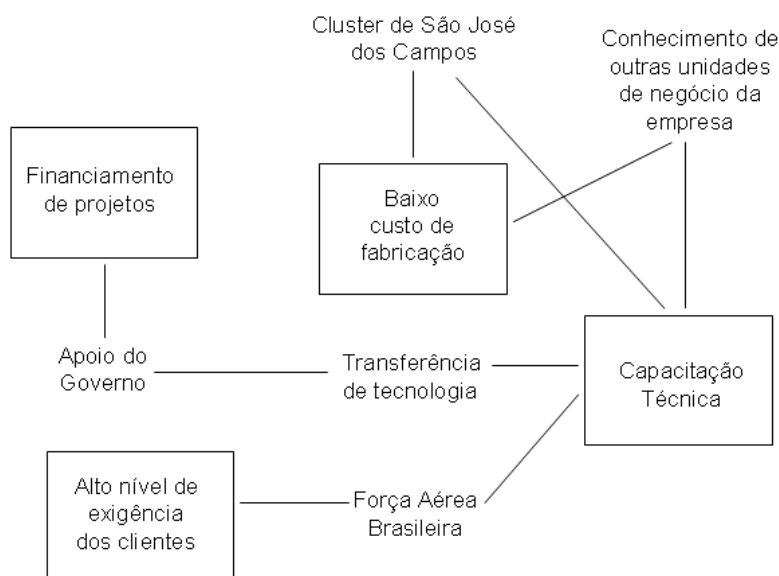 Cluster de São José
dos Campos
Conhecimento de
outras unidades
de negócio da
empresa
Financiamento
de projetos
Baixo
custo de
fabricação
Apoio do
Governo
Transferência
de tecnologia
Capacitação
Técnica
Alto nível de
exigência
dos clientes
Força Aérea
Brasileira